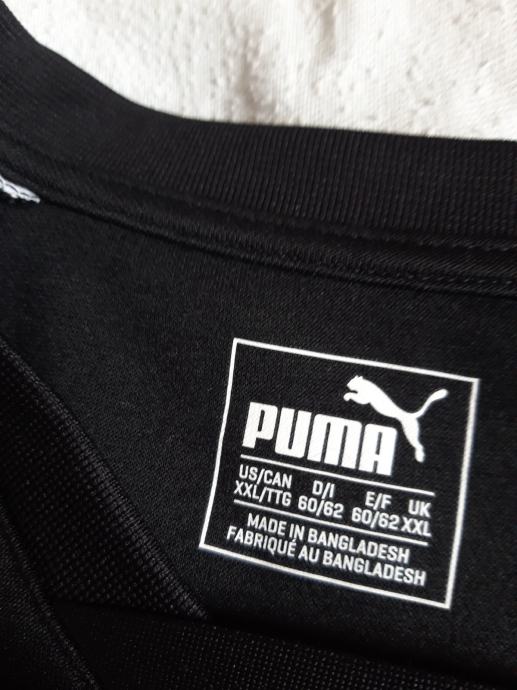 PUMA
US/CAN D/I E/F UK
XXL/TTG 60/62 60/62 XXL
MADE IN BANGLADESH
FABRIQUÉ AU BANGLADESH